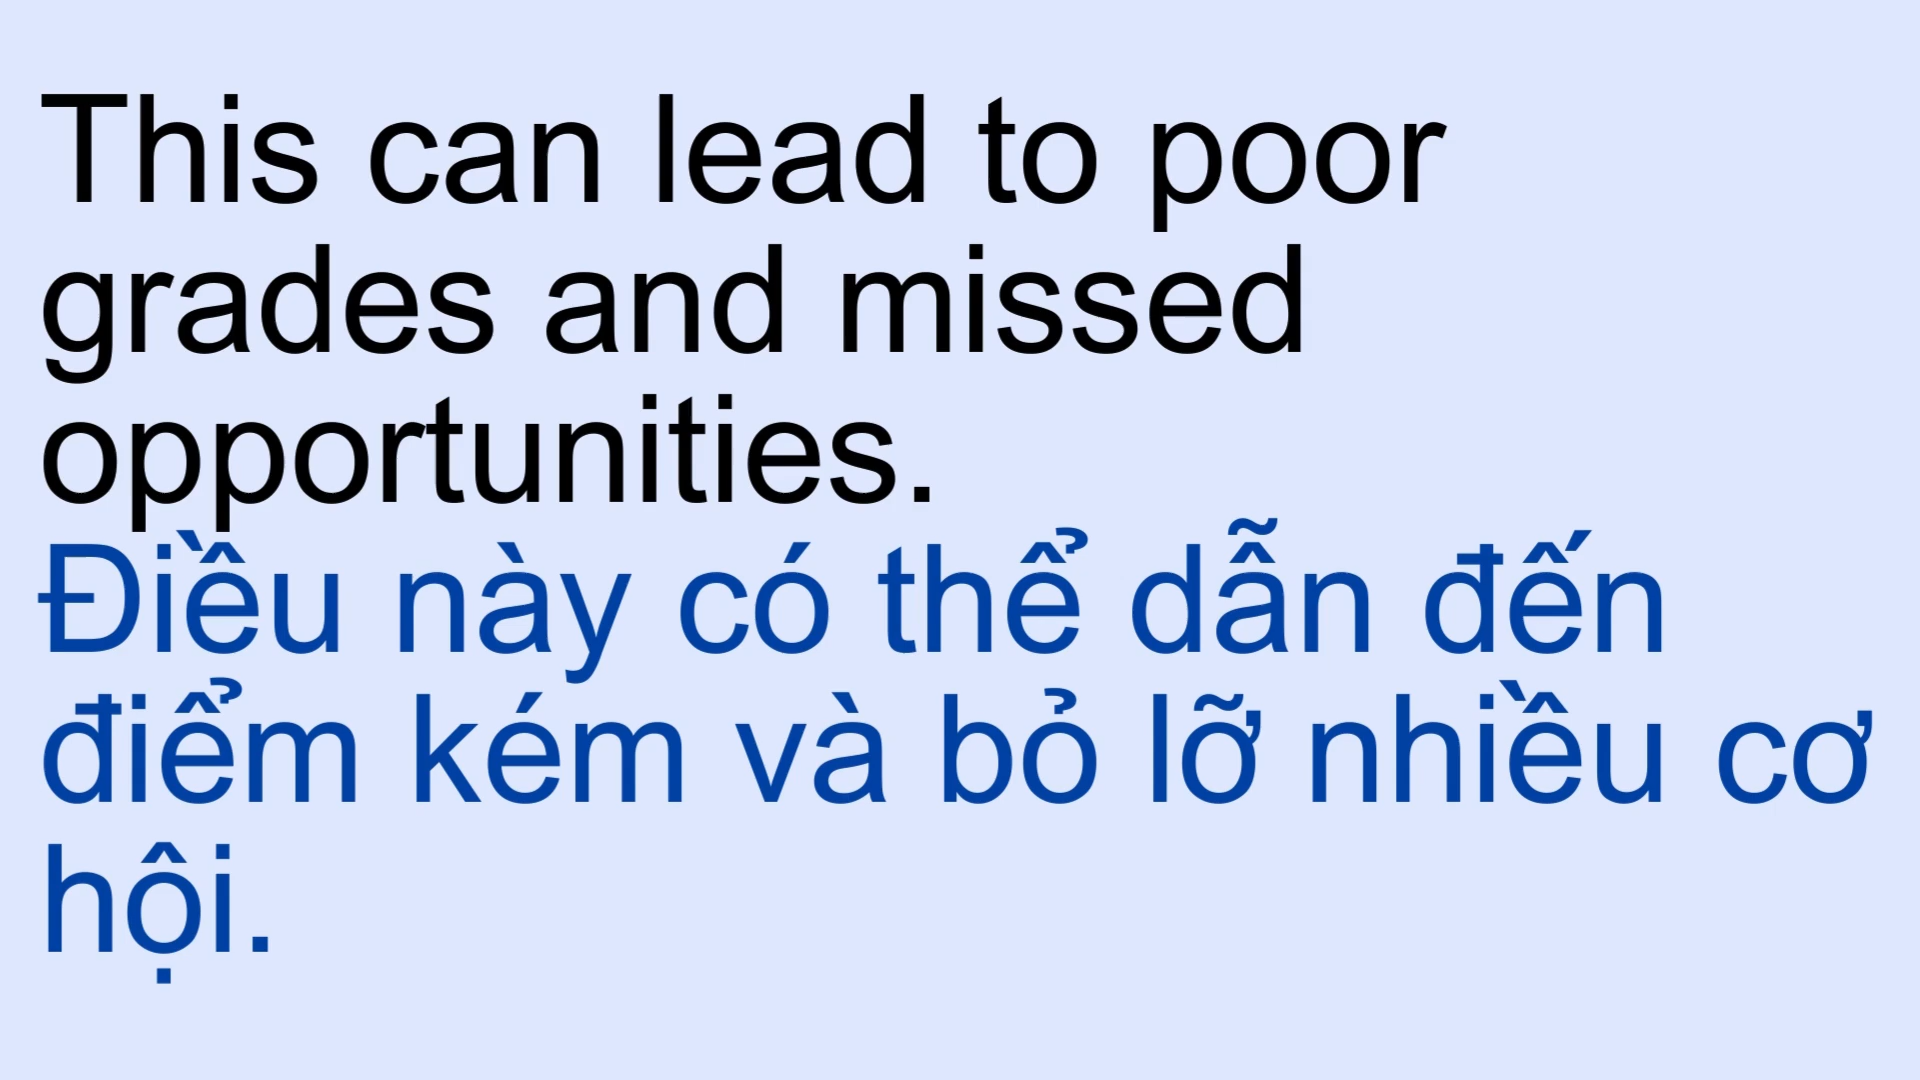 This can lead to poor
grades and missed
opportunities.
Điều này có thể dẫn đến
điểm kém và bỏ lỡ nhiều cơ
hội.